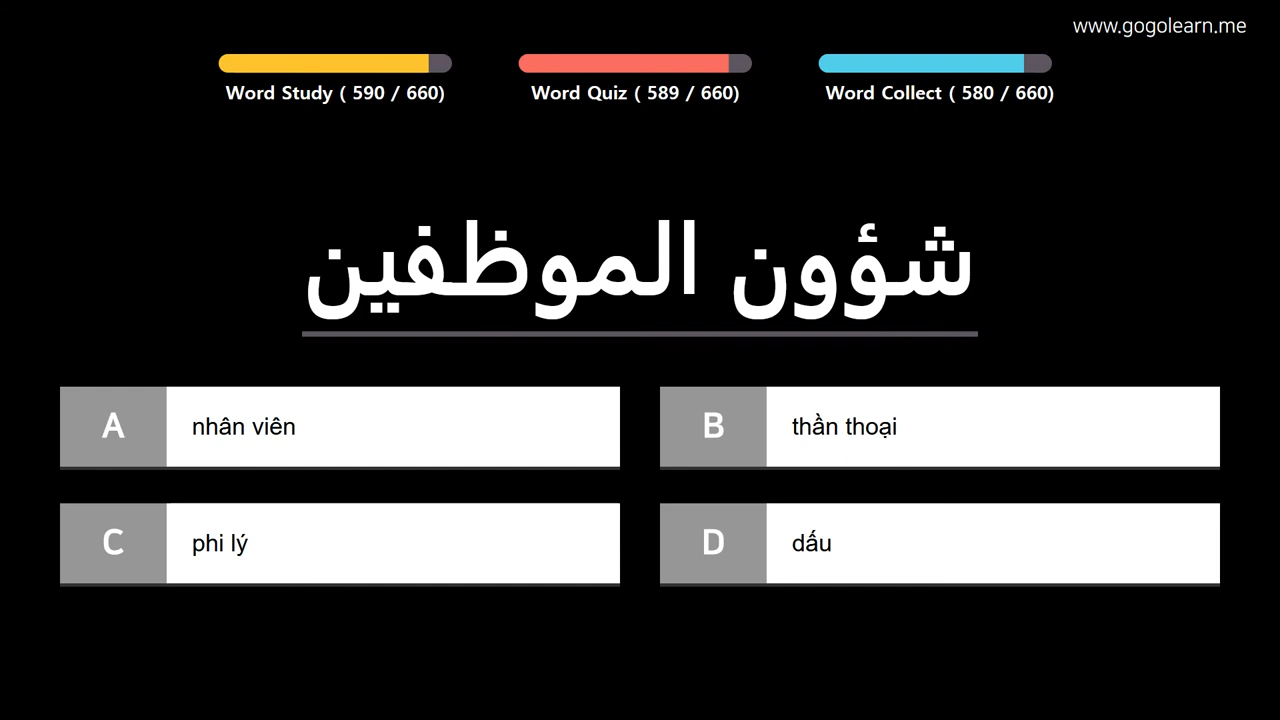 www.gogolearn.me
Word Study ( 590 / 660)
Word Quiz ( 589 / 660)
Word Collect ( 580 / 660)
شؤون الموظفين
A
nhân viên
B
thần thoại
C
phi lý
D
dấu